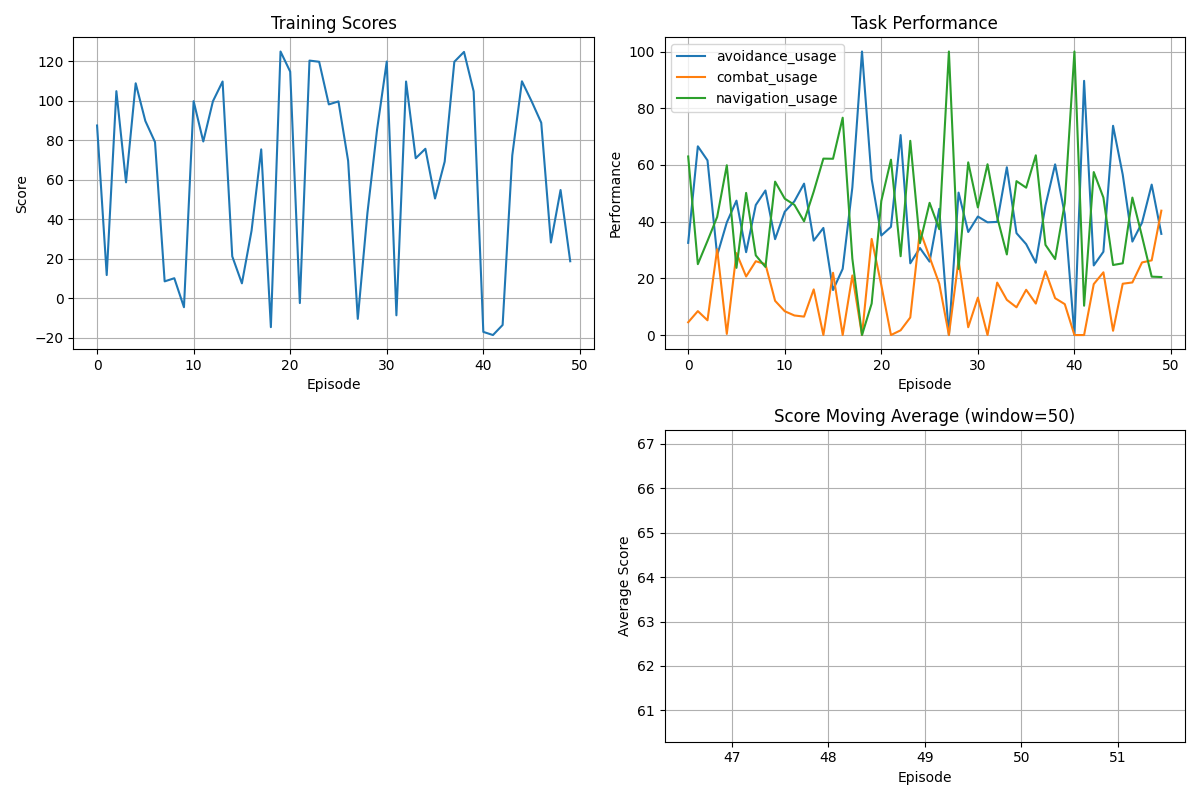 Training Scores
Score
120
100
80
60
40
20
0
−20
0 10 20 30 40 50
Episode
Task Performance
Performance
100
80
60
40
20
0
avoidance_usage
combat_usage
navigation_usage
0 10 20 30 40 50
Episode
Score Moving Average (window=50)
Average Score
67
66
65
64
63
62
61
47 48 49 50 51
Episode